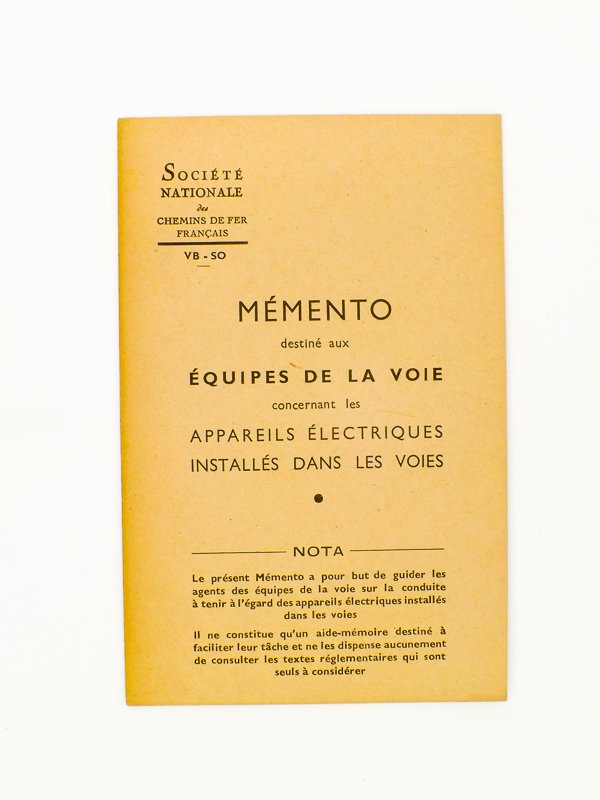 SOCIÉTÉ
NATIONALE
des
CHEMINS DE FER
FRANÇAIS
VB - SO
MÉMENTO
destiné aux
ÉQUIPES DE LA VOIE
concernant les
APPAREILS ÉLECTRIQUES
INSTALLÉS DANS LES VOIES
NOTA
Le présent Mémento a pour but de guider les
agents des équipes de la voie sur la conduite
à tenir à l'égard des appareils électriques installés
dans les voies
Il ne constitue qu'un aide-mémoire destiné à
faciliter leur tâche et ne les dispense aucunement
de consulter les textes réglementaires qui sont
seuls à considérer